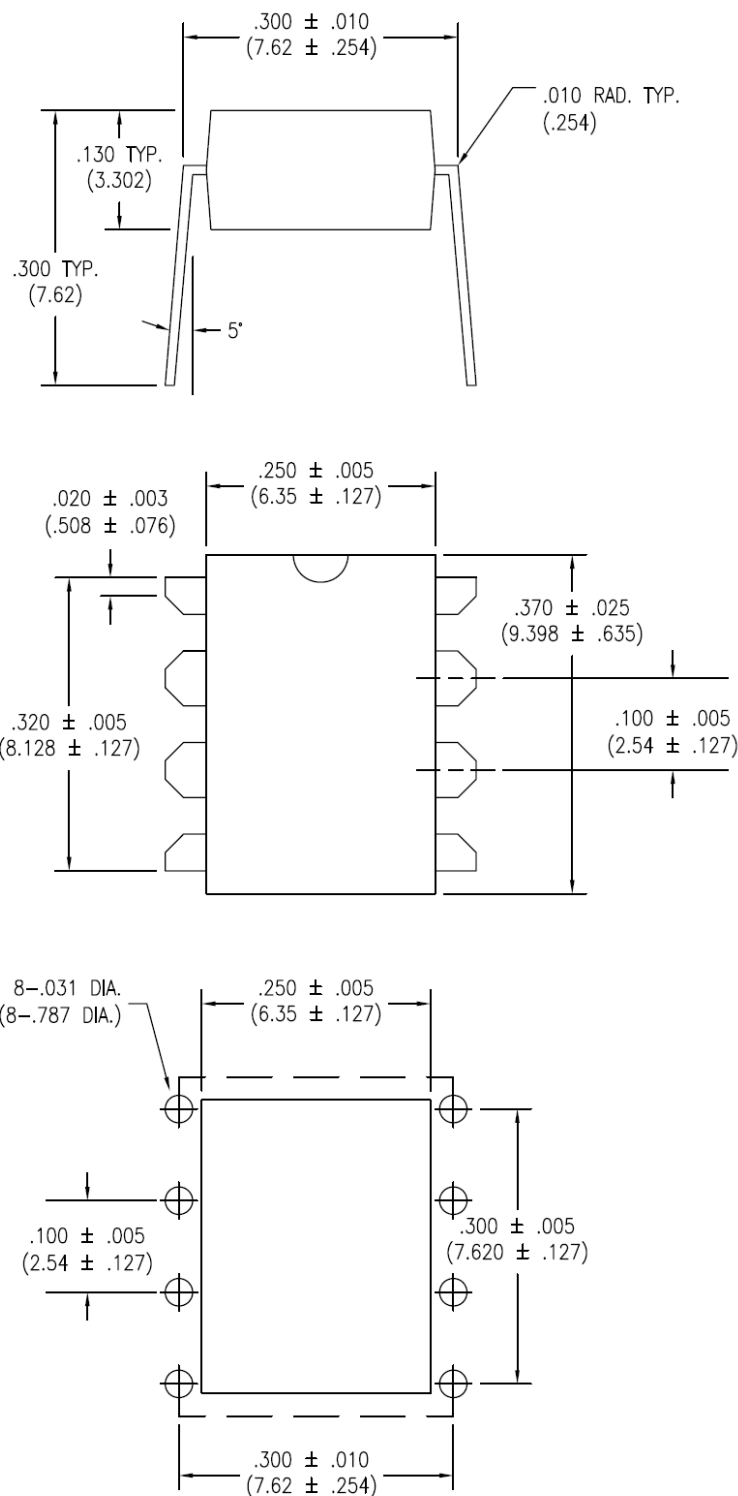 .300 ± .010
(7.62 ± .254)
.010 RAD. TYP.
(.254)
.130 TYP.
(3.302)
.300 TYP.
(7.62)
5°
.250 ± .005
(6.35 ± .127)
.020 ± .003
(.508 ± .076)
.370 ± .025
(9.398 ± .635)
.320 ± .005
(8.128 ± .127)
.100 ± .005
(2.54 ± .127)
8-.031 DIA.
(8-.787 DIA.)
.250 ± .005
(6.35 ± .127)
.100 ± .005
(2.54 ± .127)
.300 ± .005
(7.620 ± .127)
.300 ± .010
(7.62 ± .254)